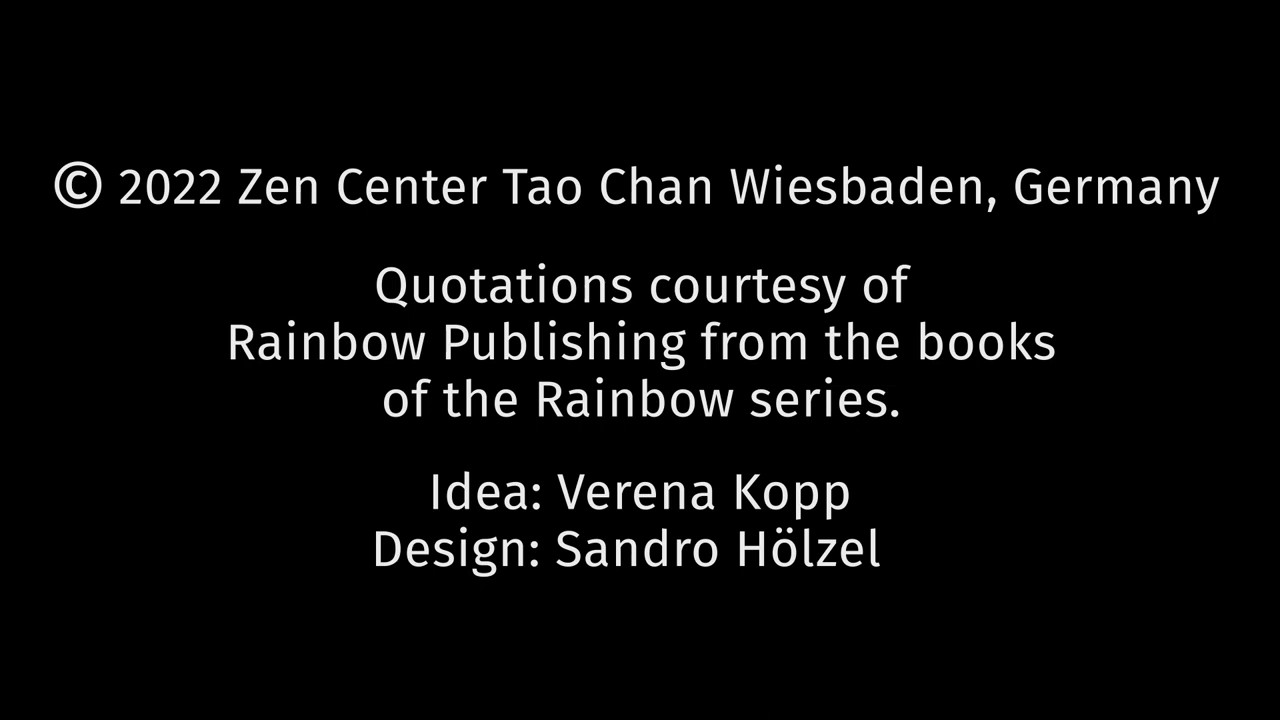 © 2022 Zen Center Tao Chan Wiesbaden, Germany
Quotations courtesy of
Rainbow Publishing from the books
of the Rainbow series.
Idea: Verena Kopp
Design: Sandro Hölzel